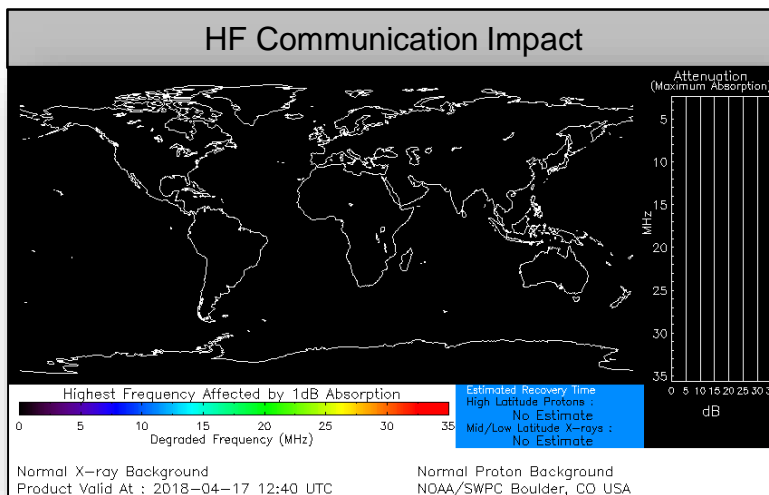 HF Communication Impact
Attenuation
(Maximum Absorption)
5
10
15
20
25
30
35
MHz
0 5 10 15 20 25 30
dB
Highest Frequency Affected by 1dB Absorption
0 5 10 15 20 25 30 35
Degraded Frequency (MHz)
Estimated Recovery Time
High Latitude Protons :
No Estimate
Mid/Low Latitude X-rays :
No Estimate
Normal X-ray Background
Normal Proton Background
Product Valid At : 2018-04-17 12:40 UTC
NOAA/SWPC Boulder, CO USA